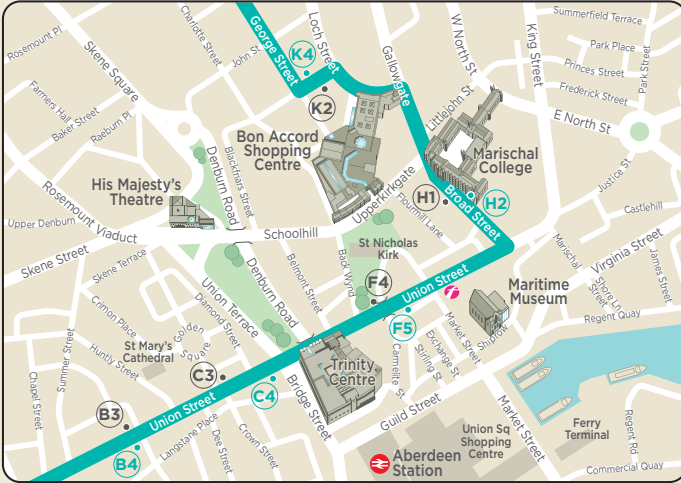 Rosemount Pl
Skene Square
Charlotte Street
John St
George Street
Loch Street
K4
K2
Gallowgate
W North St
King Street
Summerfield Terrace
Park Place
Princes Street
Park Street
Frederick Street
E North St
Farmers Hall
Baker Street
Raeburn Pl
Bon Accord
Shopping
Centre
Littlejohn St
Marischal
College
Justice St
His Majesty's
Theatre
Denburn Road
Blackfriars Street
Upperkirkgate
H1
H2
Broad Street
Flourmill Lane
Castlehill
Rosemount Viaduct
Upper Denburn
Schoolhill
St Nicholas
Kirk
Skene Street
Skene Terrace
Denburn Road
Belmont Street
Back Wynd
F4
Union Street
Marischal
Street
Virginia Street
James Street
Shore Ln
Maritime
Museum
Regent Quay
Union Terrace
Diamond Street
Crimon Place
Golden
Square
Huntly Street
St Mary's
Cathedral
F5
Market Street
Shiprow
Exchange St
Stirling St
Carmelite St
Trinity
Centre
Summer Street
Chapel Street
C3
C4
Bridge Street
Guild Street
Market Street
B3
B4
Union Street
Langstane Place
Dee Street
Crown Street
Union Sq
Shopping
Centre
Aberdeen
Station
Ferry
Terminal
Regent Rd
Commercial Quay